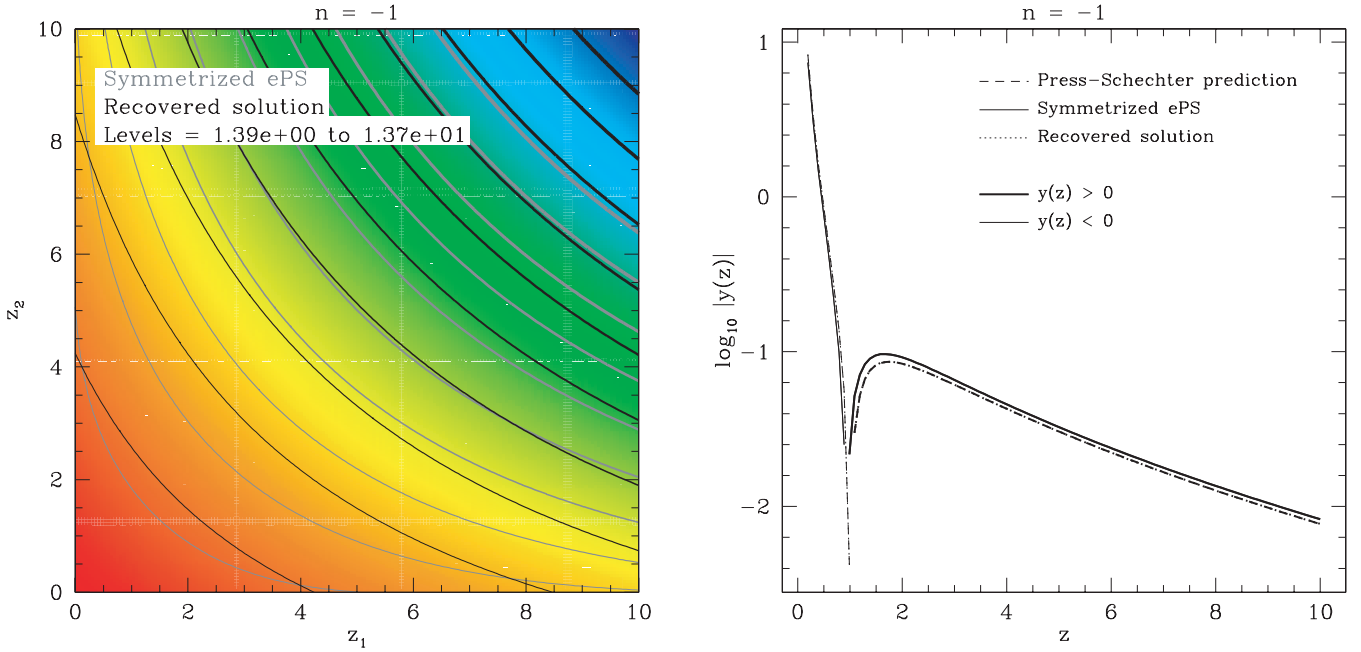 n = −1
10
8
6
4
2
0
z₂
Symmetrized ePS
Recovered solution
Levels = 1.39e+00 to 1.37e+01
0 2 4 6 8 10
z₁
n = −1
1
0
−1
−2
log₁₀ |y(z)|
Press−Schechter prediction
Symmetrized ePS
Recovered solution
y(z) > 0
y(z) < 0
0 2 4 6 8 10
z